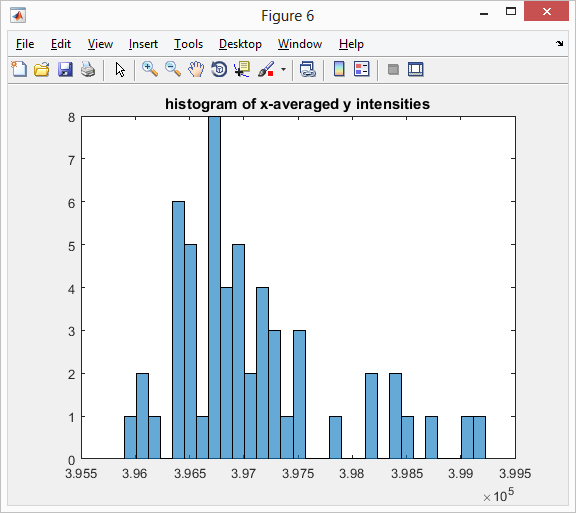 Figure 6
File Edit View Insert Tools Desktop Window Help
histogram of x-averaged y intensities
8
7
6
5
4
3
2
1
0
3.955 3.96 3.965 3.97 3.975 3.98 3.985 3.99 3.995
×10⁵